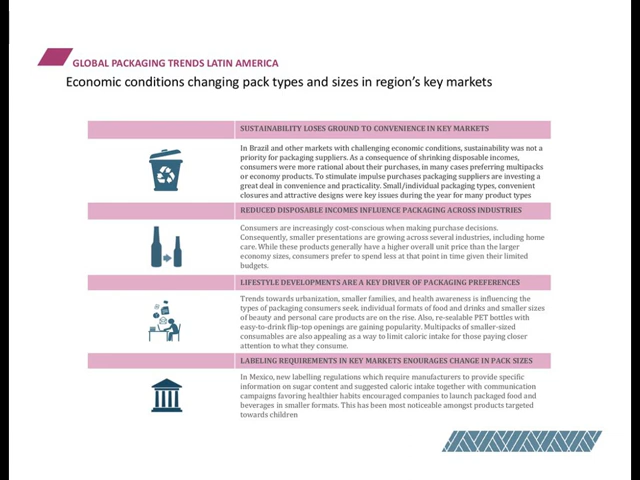 GLOBAL PACKAGING TRENDS LATIN AMERICA
Economic conditions changing pack types and sizes in region's key markets
SUSTAINABILITY LOSES GROUND TO CONVENIENCE IN KEY MARKETS
In Brazil and other markets with challenging economic conditions, sustainability was not a
priority for packaging suppliers. As a consequence of shrinking disposable incomes,
consumers were more rational about their purchases, in many cases preferring multipacks
or economy products. To stimulate impulse purchases packaging suppliers are investing a
great deal in convenience and practicality. Small/individual packaging types, convenient
closures and attractive designs were key issues during the year for many product types
REDUCED DISPOSABLE INCOMES INFLUENCE PACKAGING ACROSS INDUSTRIES
Consumers are increasingly cost-conscious when making purchase decisions.
Consequently, smaller presentations are growing across several industries, including home
care. While these products generally have a higher overall unit price than the larger
economy sizes, consumers prefer to spend less at that point in time given their limited
budgets.
LIFESTYLE DEVELOPMENTS ARE A KEY DRIVER OF PACKAGING PREFERENCES
Trends towards urbanization, smaller families, and health awareness is influencing the
types of packaging consumers seek individual formats of food and drinks and smaller sizes
of beauty and personal care products are on the rise. Also, re-sealable PET bottles with
easy-to-drink flip-top openings are gaining popularity. Multipacks of smaller-sized
consumables are also appealing as a way to limit caloric intake for those paying closer
attention to what they consume.
LABELING REQUIREMENTS IN KEY MARKETS ENOURAGES CHANGE IN PACK SIZES
In Mexico, new labelling regulations which require manufacturers to provide specific
information on sugar content and suggested caloric intake together with communication
campaigns favoring healthier habits encouraged companies to launch packaged food and
beverages in smaller formats. This has been most noticeable amongst products targeted
towards children